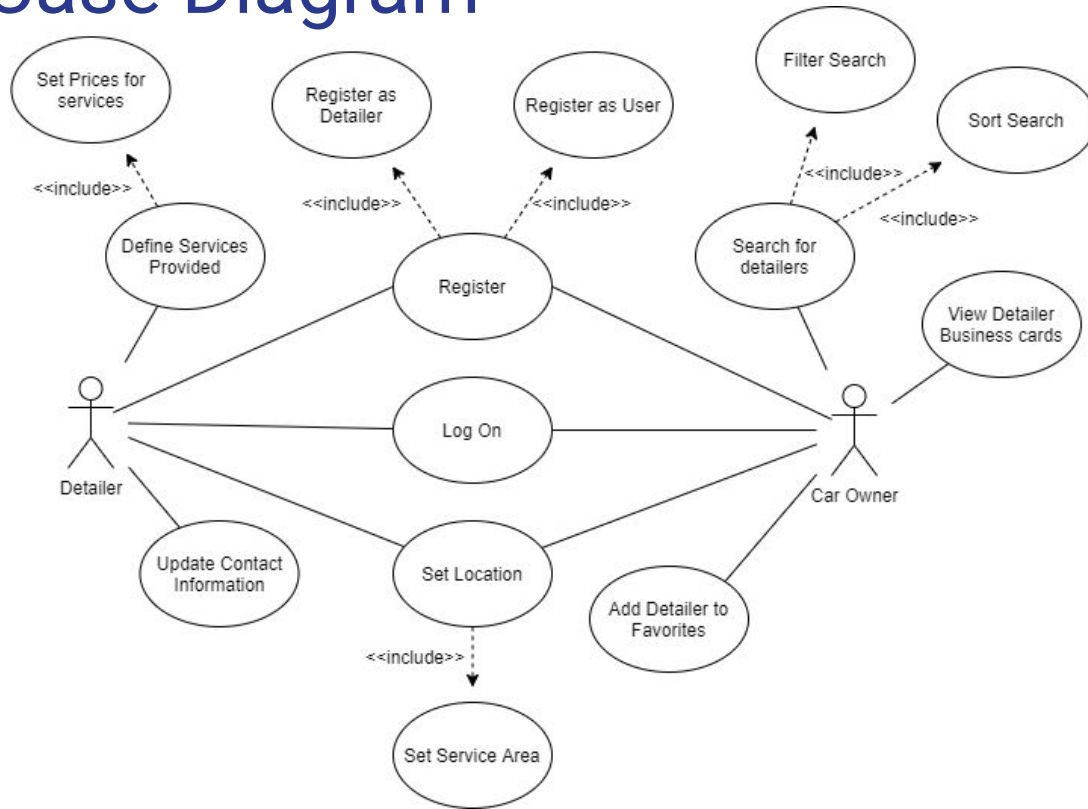 Diagram
Set Prices for
services
Register as
Detailer
Register as User
Filter Search
Sort Search
<<include>>
<<include>>
<<include>>
<<include>>
<<include>>
Define Services
Provided
Register
Search for
detailers
View Detailer
Business cards
Log On
Detailer
Car Owner
Update Contact
Information
Set Location
Add Detailer to
Favorites
<<include>>
Set Service Area